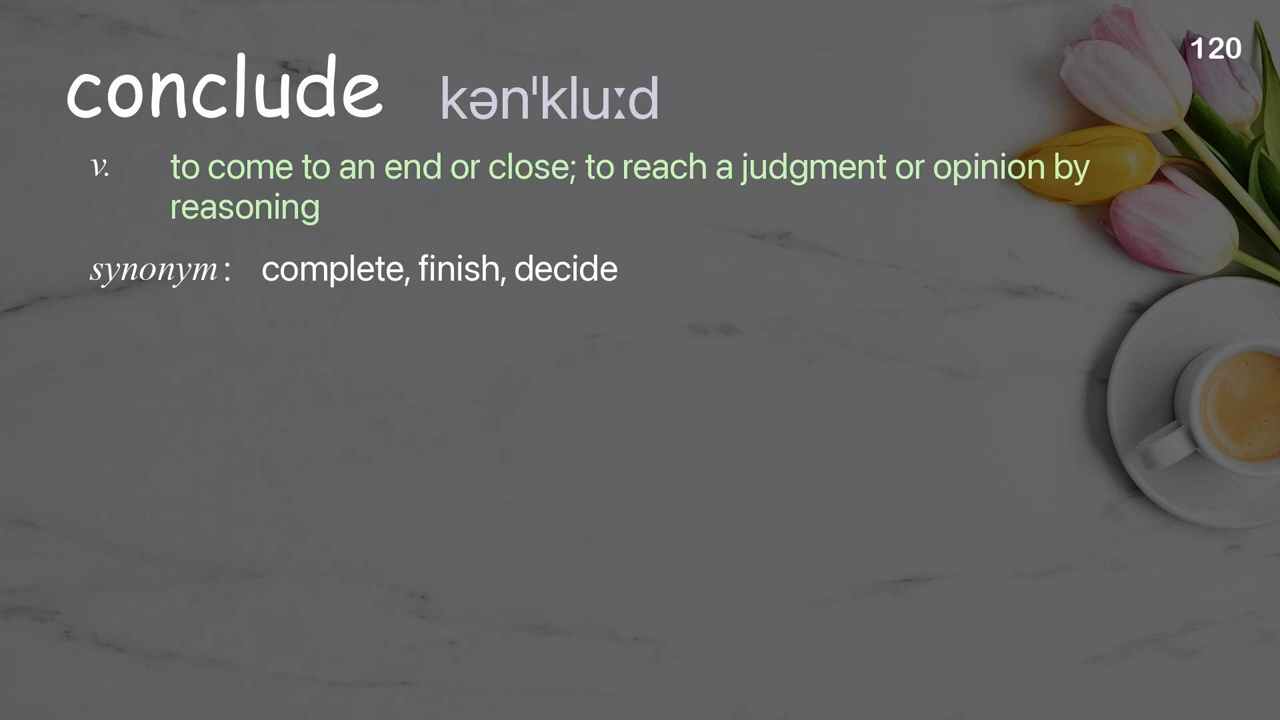 120
conclude kən'kluːd
v. to come to an end or close; to reach a judgment or opinion by
reasoning
synonym: complete, finish, decide